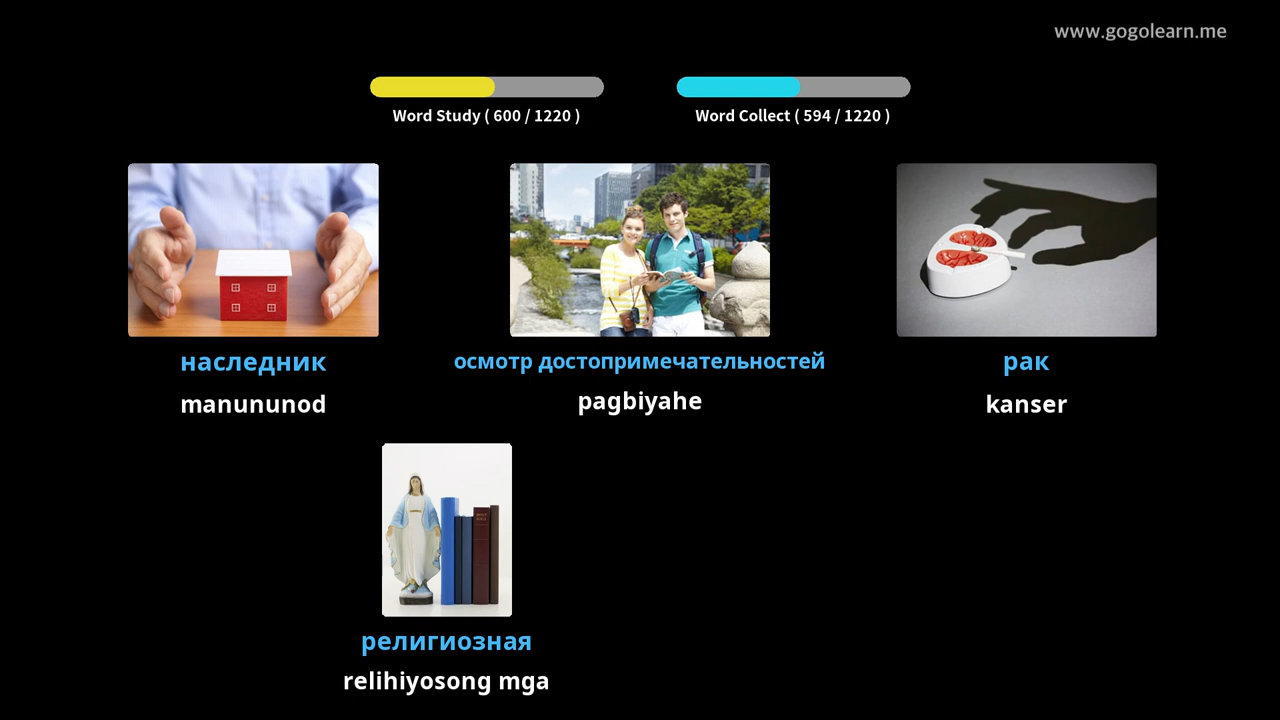 www.gogolearn.me
Word Study ( 600 / 1220 )
Word Collect ( 594 / 1220 )
наследник
осмотр достопримечательностей
рак
manununod
pagbiyahe
kanser
религиозная
relihiyosong mga